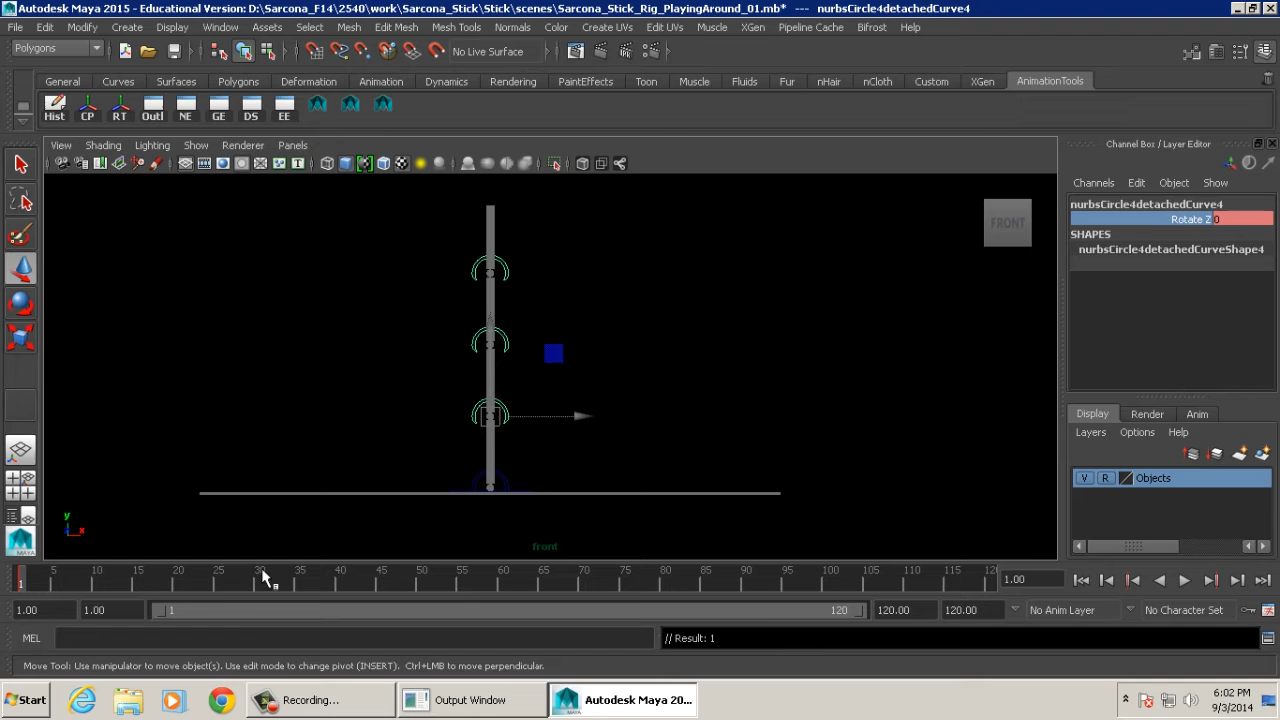 Autodesk Maya 2015 - Educational Version: D:\Sarcona_F14\2540\work\Sarcona_Stick\Stick\scenes\Sarcona_Stick_Rig_PlayingAround_01.mb* --- nurbsCircle4detachedCurve4
File Edit Modify Create Display Window Assets Select Mesh Edit Mesh Mesh Tools Normals Color Create UVs Edit UVs Muscle XGen Pipeline Cache Bifrost Help
Polygons No Live Surface
General Curves Surfaces Polygons Deformation Animation Dynamics Rendering PaintEffects Toon Muscle Fluids Fur nHair nCloth Custom XGen AnimationTools
Hist CP RT Outl NE GE DS EE
View Shading Lighting Show Renderer Panels
Channel Box / Layer Editor
Channels Edit Object Show
nurbsCircle4detachedCurve4
Rotate Z 0
SHAPES
nurbsCircle4detachedCurveShape4
FRONT
Display Render Anim
Layers Options Help
V R Objects
y
x
front
MAYA
1 5 10 15 20 25 30 35 40 45 50 55 60 65 70 75 80 85 90 95 100 105 110 115 120 1.00
1.00 1.00 1 120 120.00 120.00 No Anim Layer No Character Set
MEL // Result: 1
Move Tool: Use manipulator to move object(s). Use edit mode to change pivot (INSERT). Ctrl+LMB to move perpendicular.
Start Recording... Output Window Autodesk Maya 20... 6:02 PM
9/3/2014